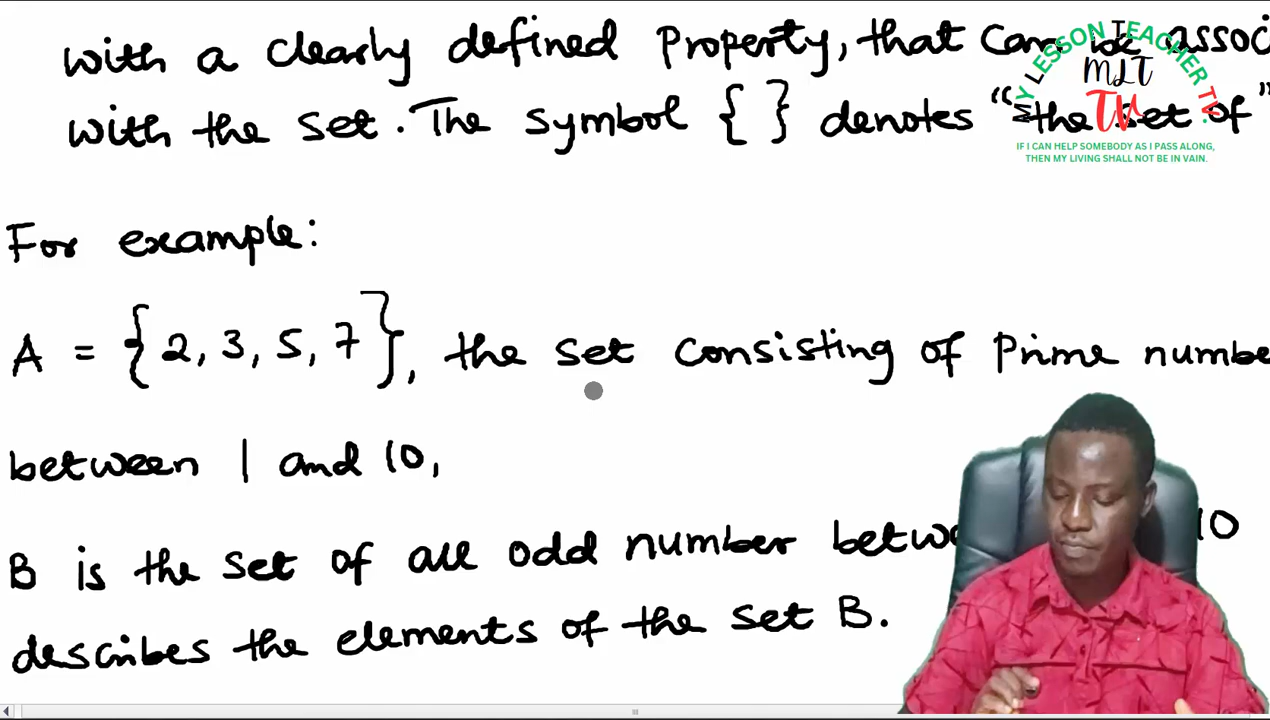 with a clearly defined property, that can be assoc
with the set. The symbol { } denotes "the set of"
MY LESSON TEACHER TV.
MLT
TV
IF I CAN HELP SOMEBODY AS I PASS ALONG,
THEN MY LIVING SHALL NOT BE IN VAIN.
For example:
A = {2, 3, 5, 7}, the set consisting of prime numbe
between 1 and 10,
B is the set of all odd number betwe 10
describes the elements of the set B.